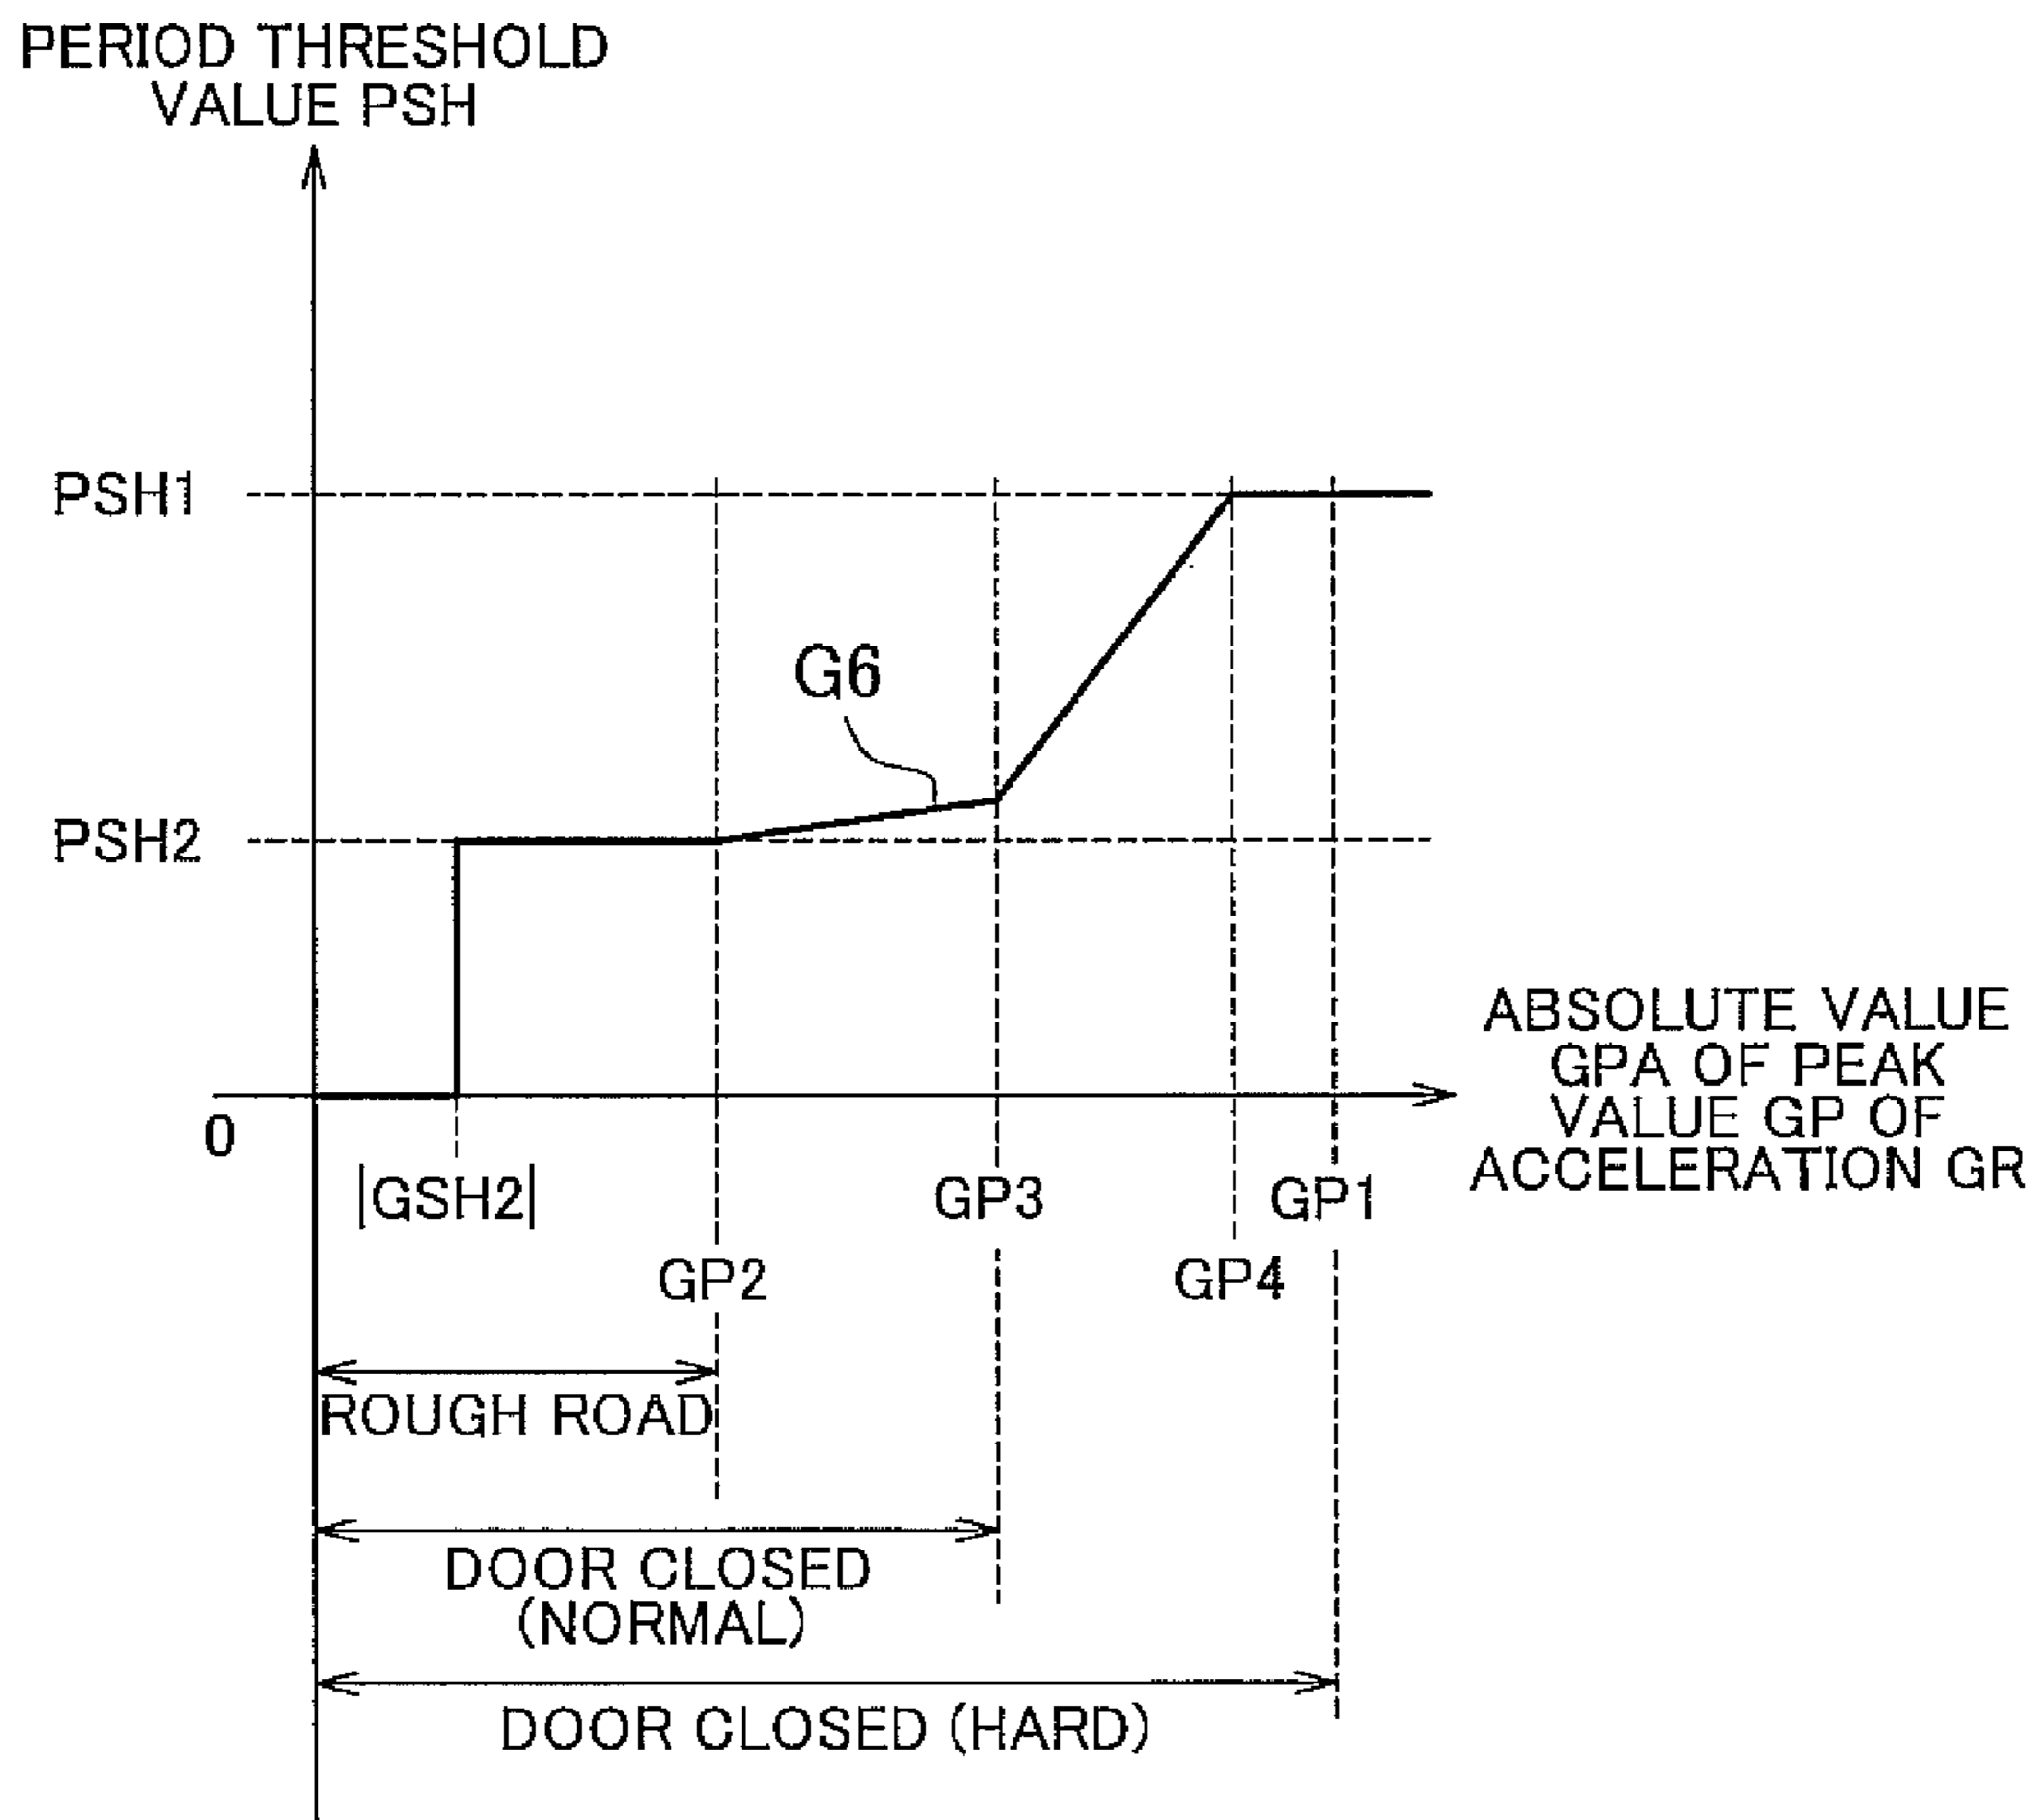 PERIOD THRESHOLD
VALUE PSH
PSH1
G6
PSH2
ABSOLUTE VALUE
GPA OF PEAK
VALUE GP OF
ACCELERATION GR
0
|GSH2|
GP3
GP1
GP2
GP4
ROUGH ROAD
DOOR CLOSED
(NORMAL)
DOOR CLOSED (HARD)